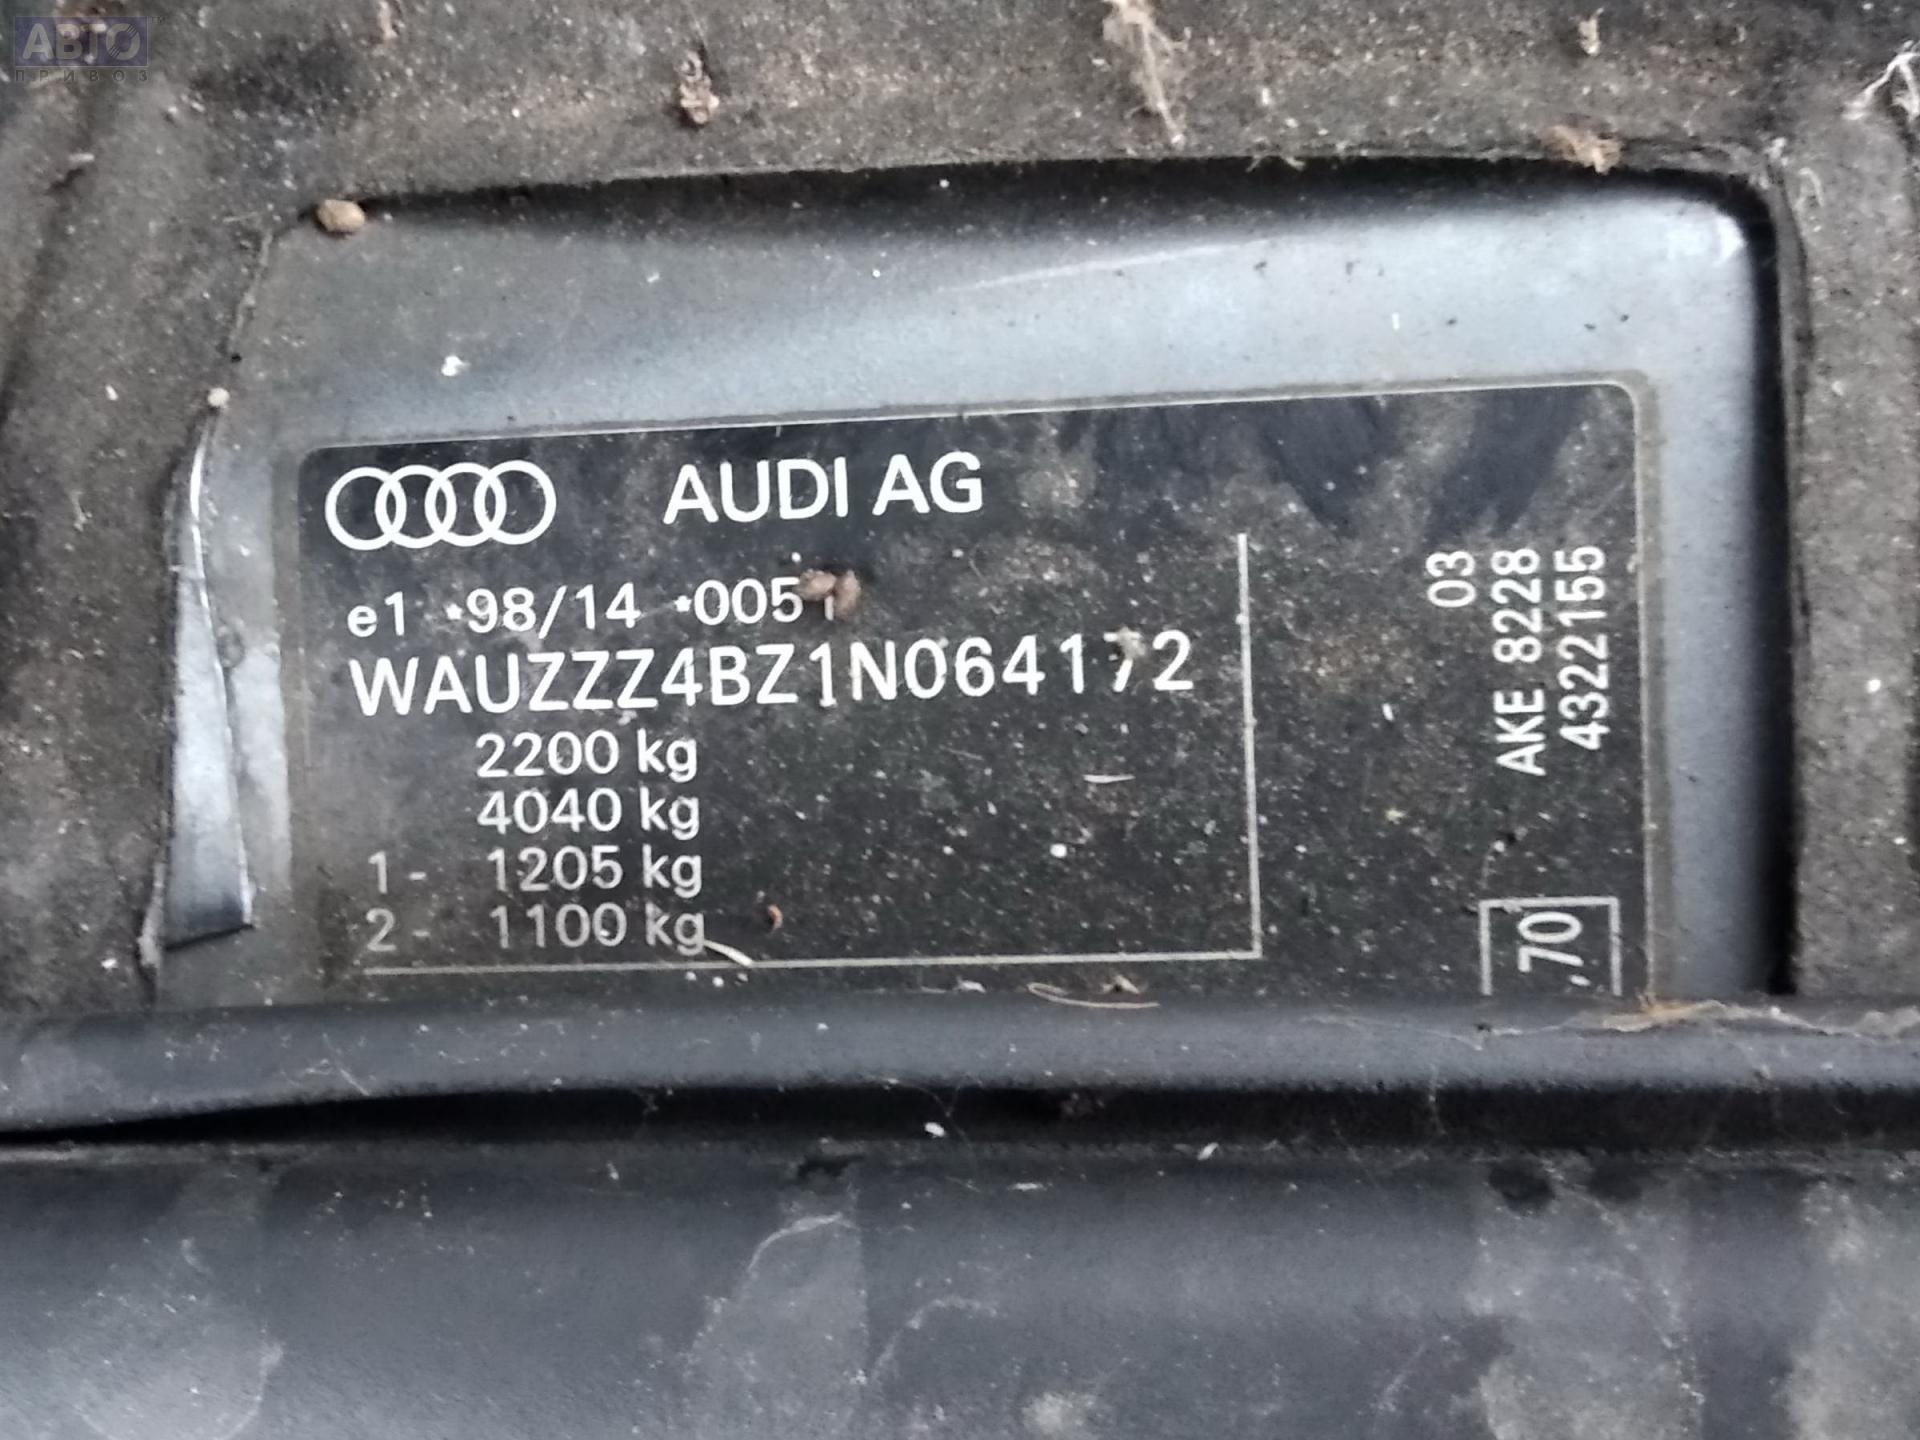 АВТО
ПРИВОЗ
AUDI AG
e1 *98/14 *0051
WAUZZZ4BZ1N064172
2200 kg
4040 kg
1- 1205 kg
2- 1100 kg
03
AKE 8228
4322155
,70